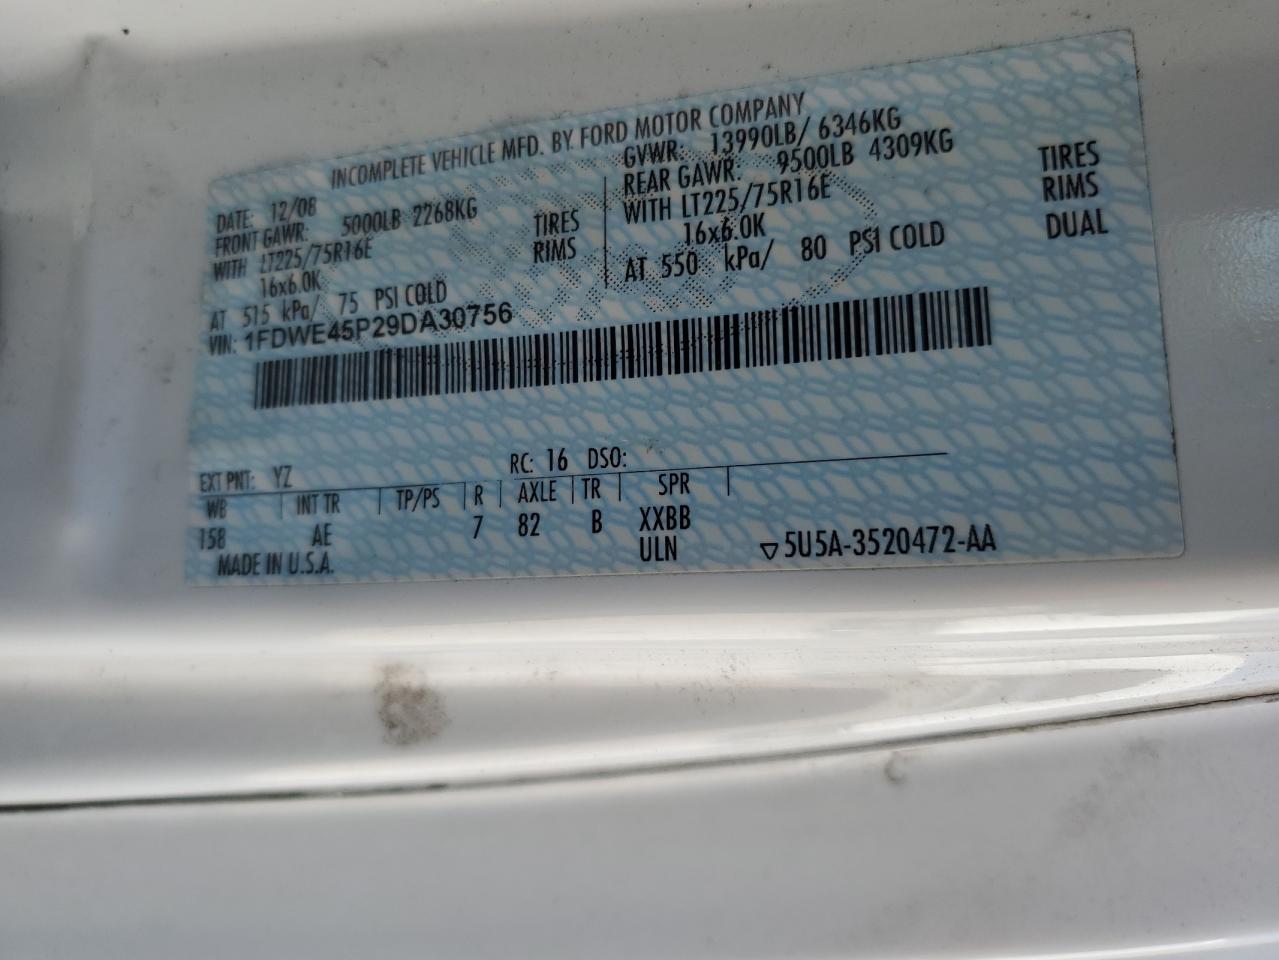 INCOMPLETE VEHICLE MFD. BY FORD MOTOR COMPANY
DATE: 12/08
FRONT GAWR: 5000LB 2268KG
WITH LT225/75R16E TIRES
16x6.0K RIMS
AT 515 kPa/ 75 PSI COLD
GVWR: 13990LB/ 6346KG
REAR GAWR: 9500LB 4309KG
WITH LT225/75R16E TIRES
16x6.0K RIMS
AT 550 kPa/ 80 PSI COLD DUAL
VIN: 1FDWE45P29DA30756
EXT PNT: YZ RC: 16 DSO:
WB INT TR TP/PS R AXLE TR SPR
158 AE 7 82 B XXBB
MADE IN U.S.A. ULN ▽5U5A-3520472-AA